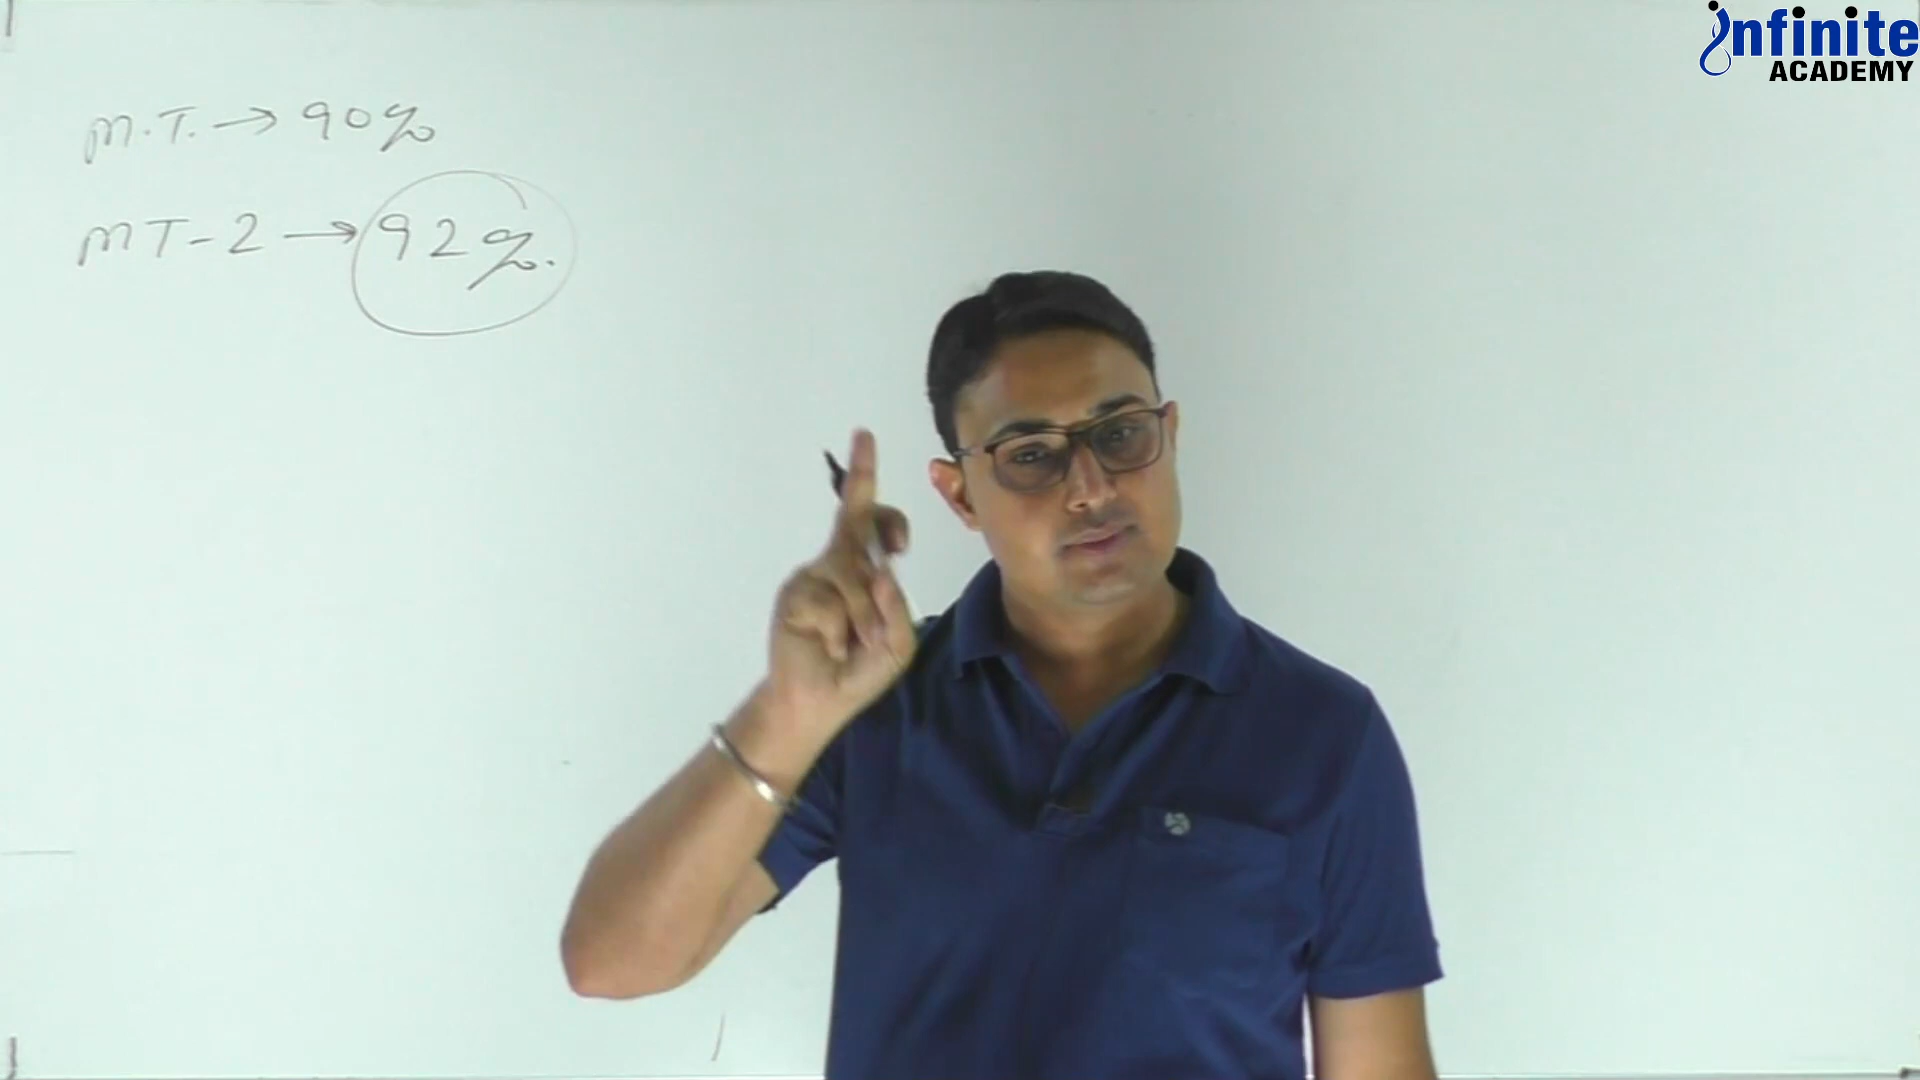 infinite
ACADEMY
M.T. → 90%
MT-2 → 92%.